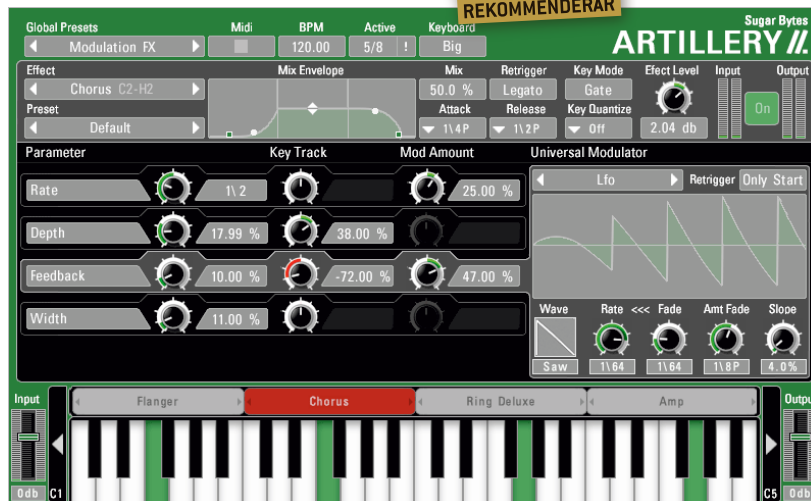 REKOMMENDERAR
Sugar Bytes
ARTILLERY //.
Global Presets Midi BPM Active Keyboard
Modulation FX 120.00 5/8 ! Big
Effect Mix Envelope Mix Retrigger Key Mode Efect Level Input Output
Chorus C2-H2 50.0 % Legato Gate On
Preset Attack Release Key Quantize
Default 1\4P 1\2P Off 2.04 db
Parameter Key Track Mod Amount Universal Modulator
Rate 1\2 25.00 % Lfo Retrigger Only Start
Depth 17.99 % 38.00 %
Feedback 10.00 % -72.00 % 47.00 %
Width 11.00 %
Wave Rate <<< Fade Amt Fade Slope
Saw 1\64 1\64 1\8P 4.0%
Input Flanger Chorus Ring Deluxe Amp Outpu
0db C1 C5 0db